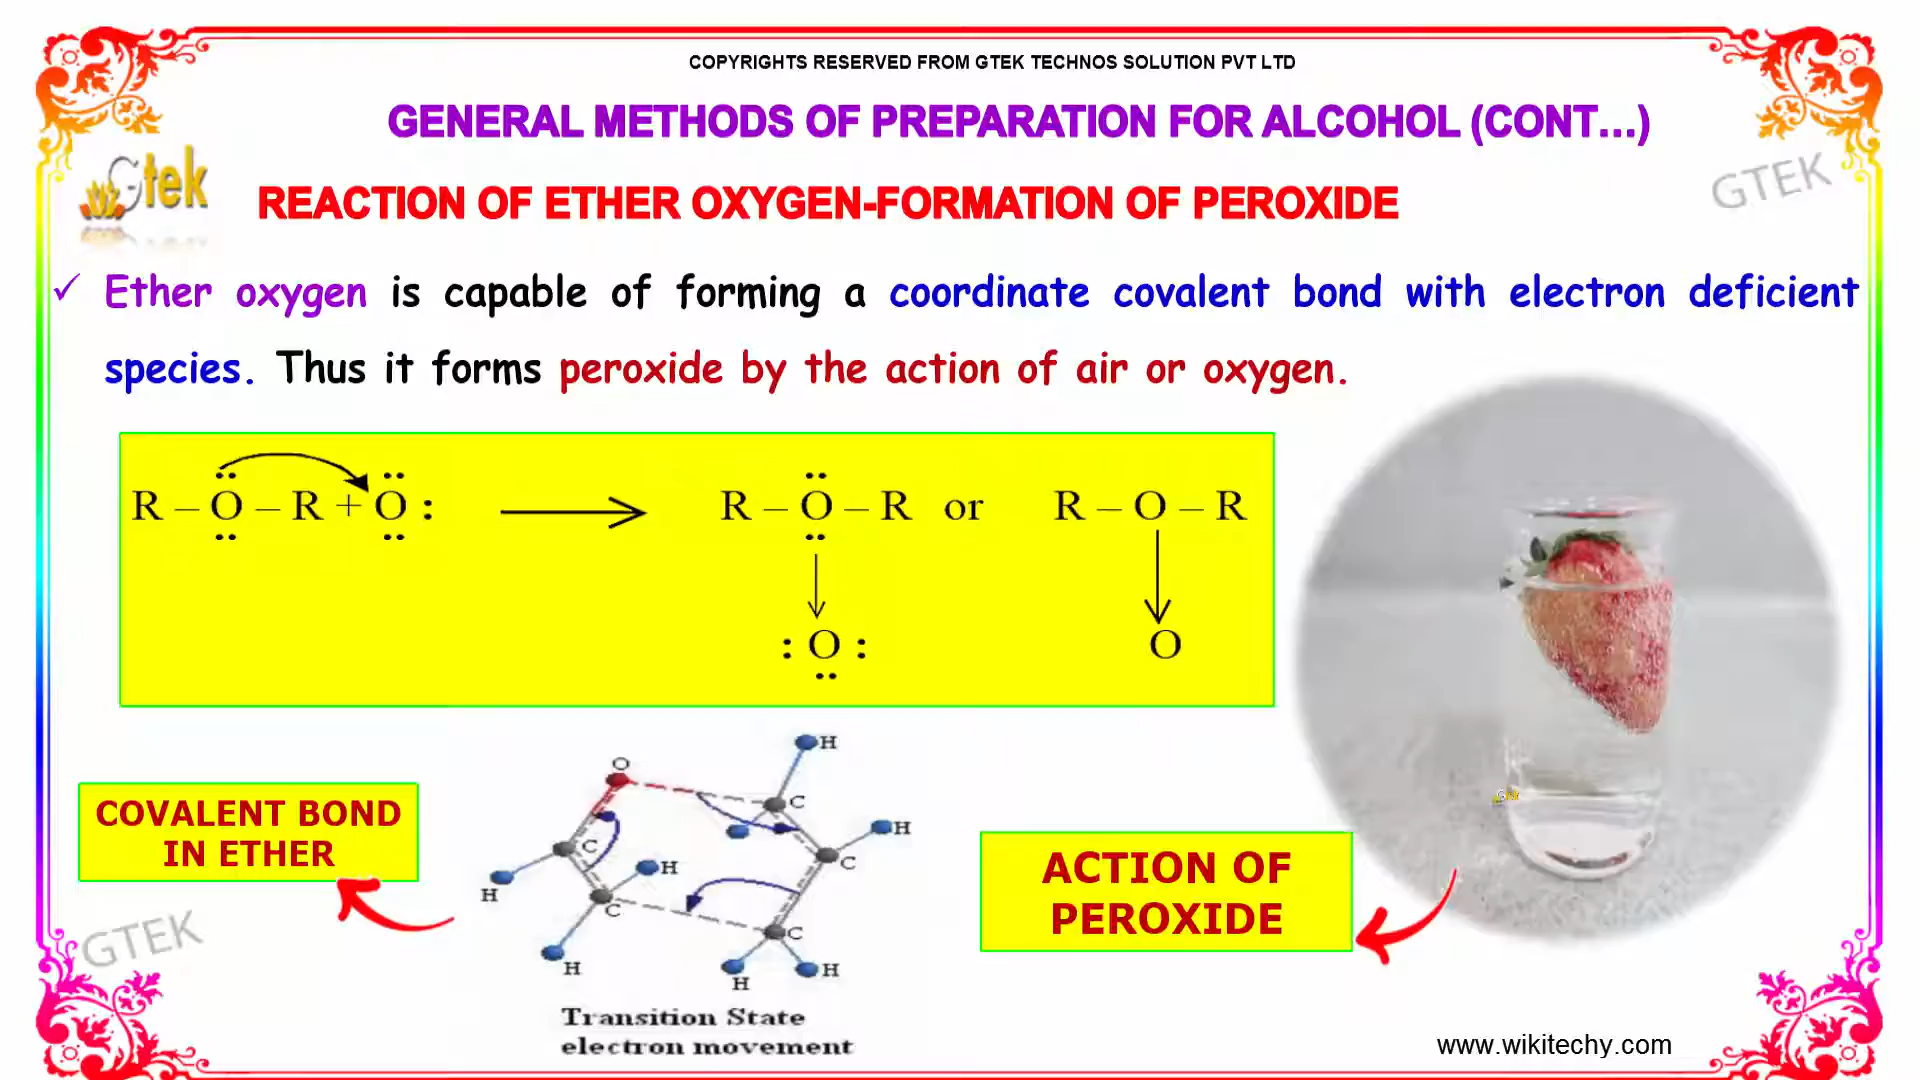 COPYRIGHTS RESERVED FROM GTEK TECHNOS SOLUTION PVT LTD
GENERAL METHODS OF PREPARATION FOR ALCOHOL (CONT...)
Gtek
GTEK
REACTION OF ETHER OXYGEN-FORMATION OF PEROXIDE
✓ Ether oxygen is capable of forming a coordinate covalent bond with electron deficient
species. Thus it forms peroxide by the action of air or oxygen.
R – O – R + O : ⟶ R – O – R or R – O – R
: O : O
COVALENT BOND
IN ETHER
O
H
C
C
H
C
H
H
C
C
H
H
H
H
Transition State
electron movement
ACTION OF
PEROXIDE
GTEK
www.wikitechy.com